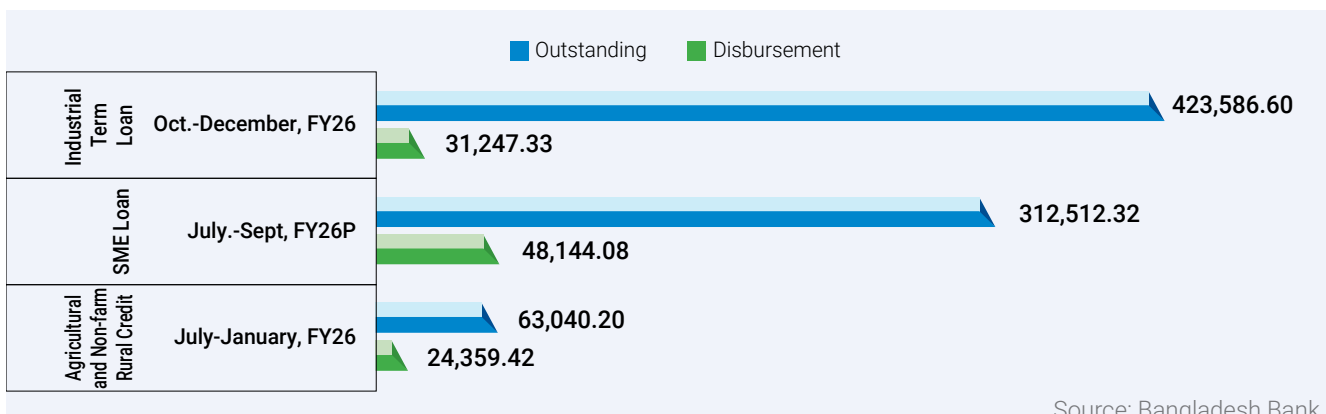 Outstanding Disbursement
Industrial
Term
Loan
Oct.-December, FY26
423,586.60
31,247.33
SME Loan
July.-Sept, FY26P
312,512.32
48,144.08
Agricultural
and Non-farm
Rural Credit
July-January, FY26
63,040.20
24,359.42
Source: Bangladesh Bank